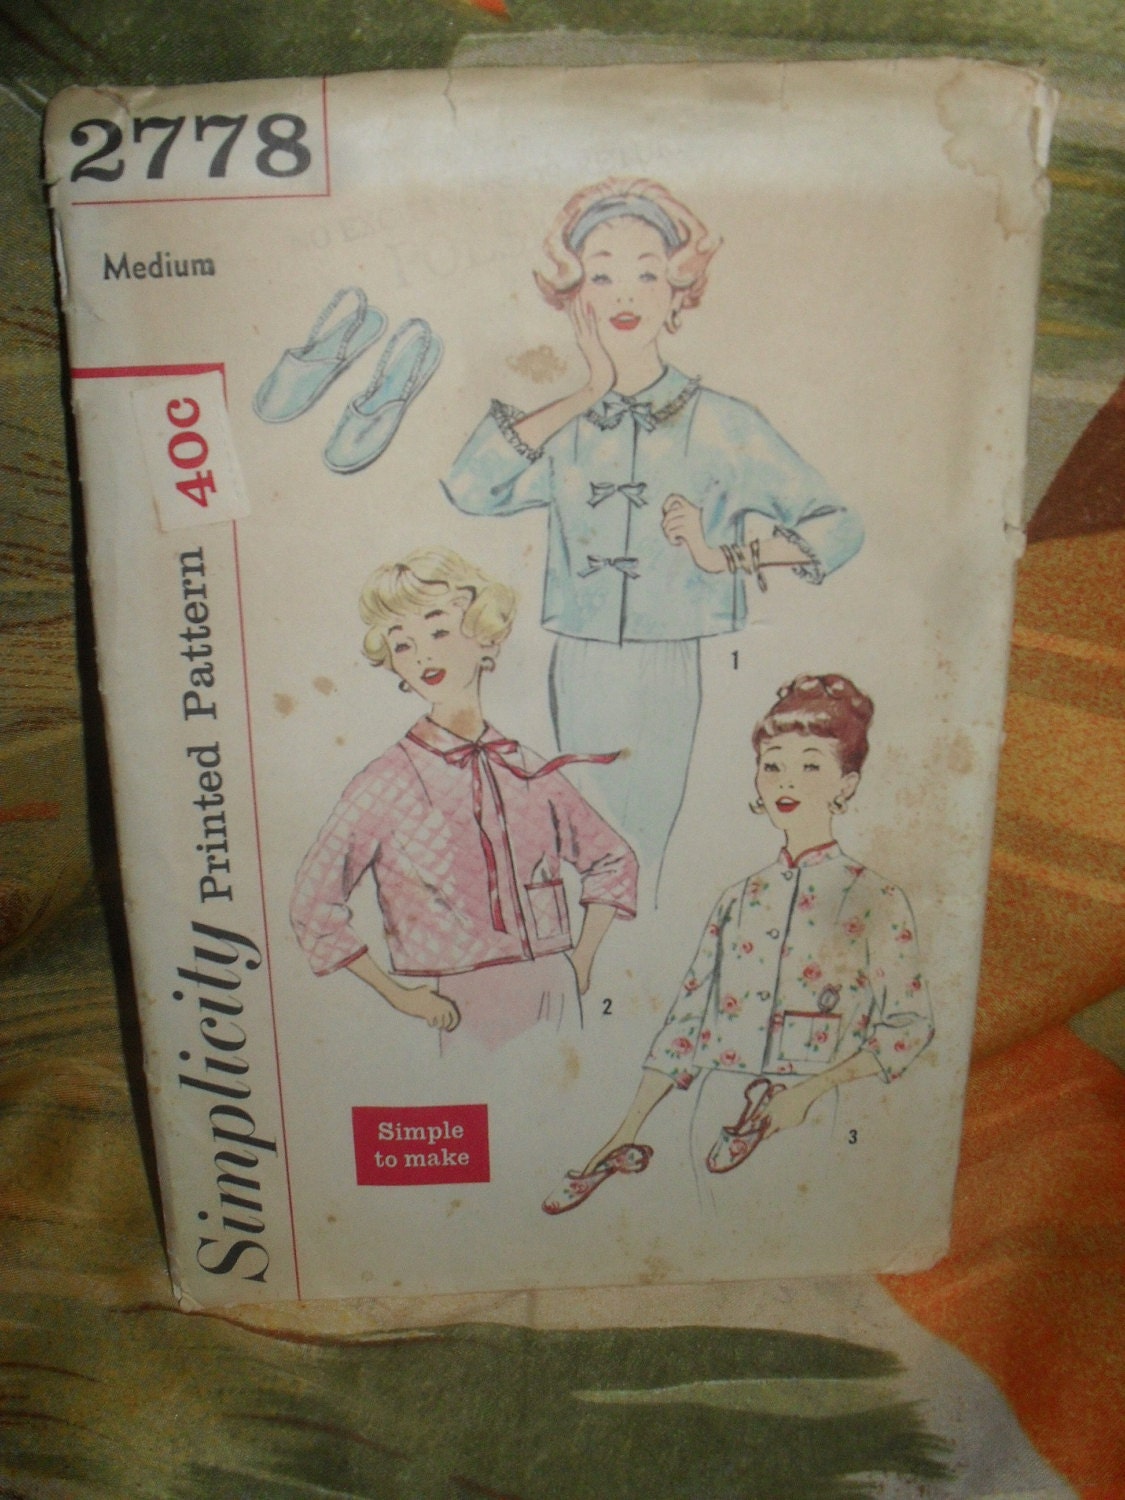 2778
Medium
40c
Simplicity Printed Pattern
1
2
3
Simple
to make